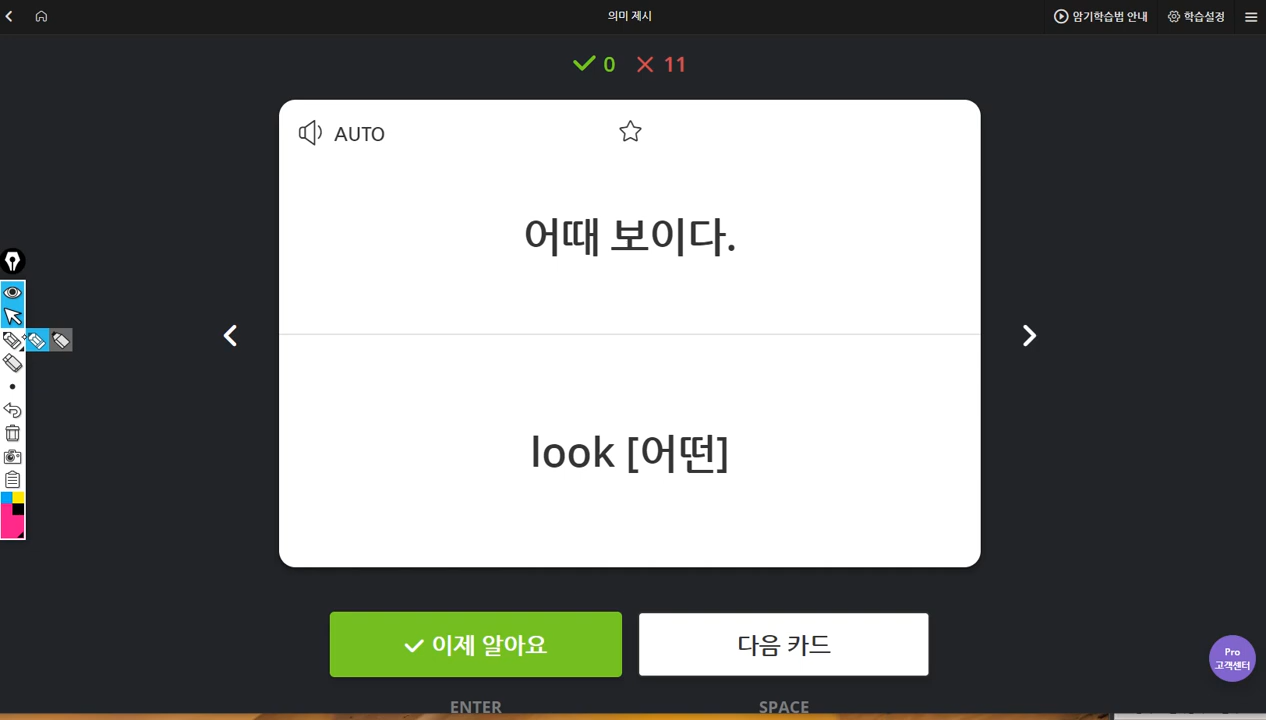 의미 제시
암기학습법 안내
학습설정
0
11
AUTO
어때 보이다.
look [어떤]
이제 알아요
다음 카드
ENTER
SPACE
Pro
고객센터